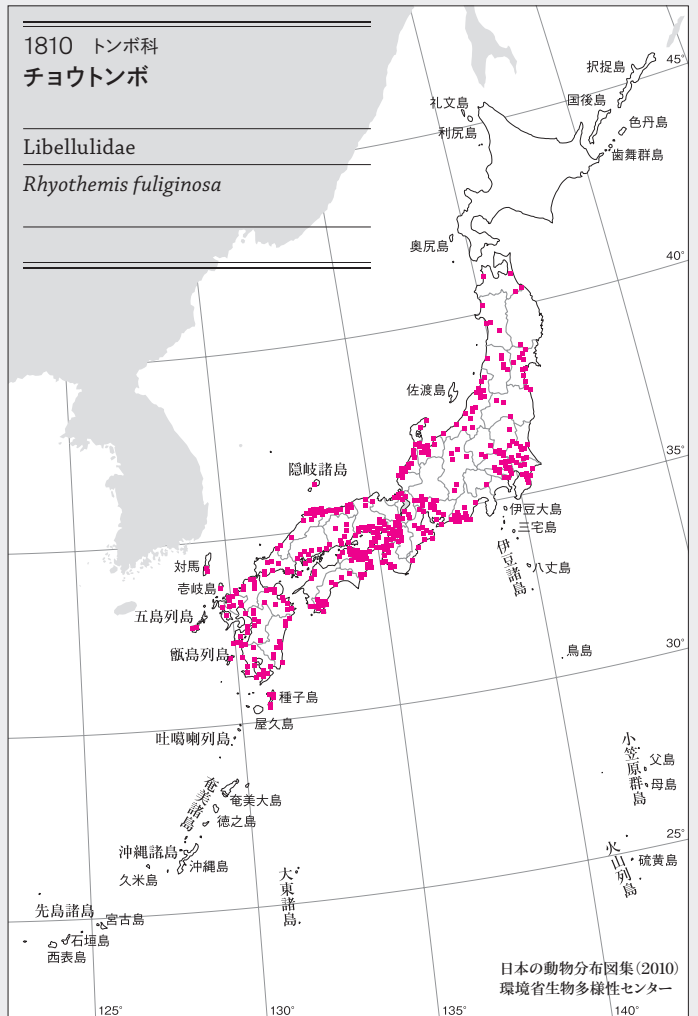 1810 トンボ科
チョウトンボ
Libellulidae
Rhyothemis fuliginosa
45°
択捉島
国後島
礼文島
色丹島
利尻島
歯舞群島
奥尻島
40°
佐渡島
35°
隠岐諸島
伊豆大島
三宅島
伊豆諸島
八丈島
対馬
壱岐島
五島列島
甑島列島
鳥島
30°
種子島
屋久島
吐噶喇列島
小笠原群島
父島
母島
奄美諸島
奄美大島
徳之島
25°
沖縄諸島
沖縄島
久米島
火山列島
硫黄島
大東諸島
先島諸島
宮古島
石垣島
西表島
日本の動物分布図集(2010)
環境省生物多様性センター
125°
130°
135°
140°